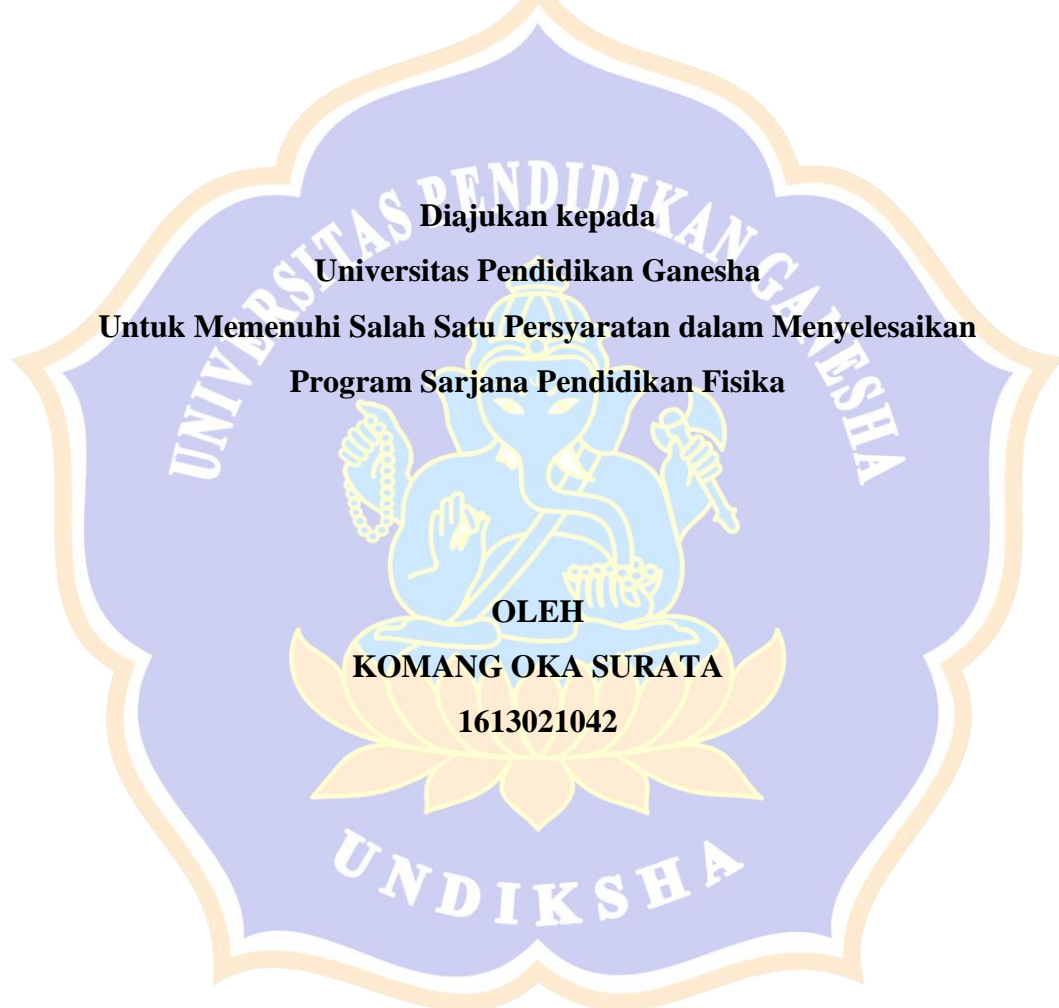 UNIVERSITAS PENDIDIKAN GANESHA
Diajukan kepada
Universitas Pendidikan Ganesha
Untuk Memenuhi Salah Satu Persyaratan dalam Menyelesaikan
Program Sarjana Pendidikan Fisika
OLEH
KOMANG OKA SURATA
1613021042
UNDIKSHA